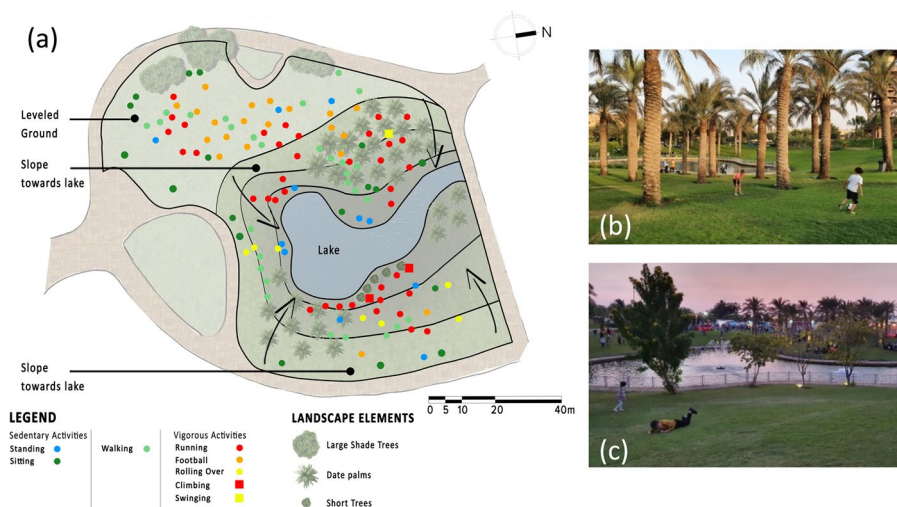 (a)
N
Leveled
Ground
Slope
towards lake
Lake
Slope
towards lake
0 5 10 20 40m
LEGEND
Sedentary Activities
Standing
Sitting
Walking
Vigorous Activities
Running
Football
Rolling Over
Climbing
Swinging
LANDSCAPE ELEMENTS
Large Shade Trees
Date palms
Short Trees
(b)
(c)